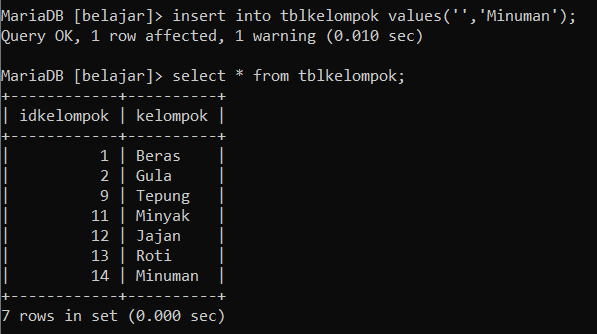 MariaDB [belajar]> insert into tblkelompok values('','Minuman');
Query OK, 1 row affected, 1 warning (0.010 sec)

MariaDB [belajar]> select * from tblkelompok;
+------------+----------+
| idkelompok | kelompok |
+------------+----------+
|          1 | Beras    |
|          2 | Gula     |
|          9 | Tepung   |
|         11 | Minyak   |
|         12 | Jajan    |
|         13 | Roti     |
|         14 | Minuman  |
+------------+----------+
7 rows in set (0.000 sec)